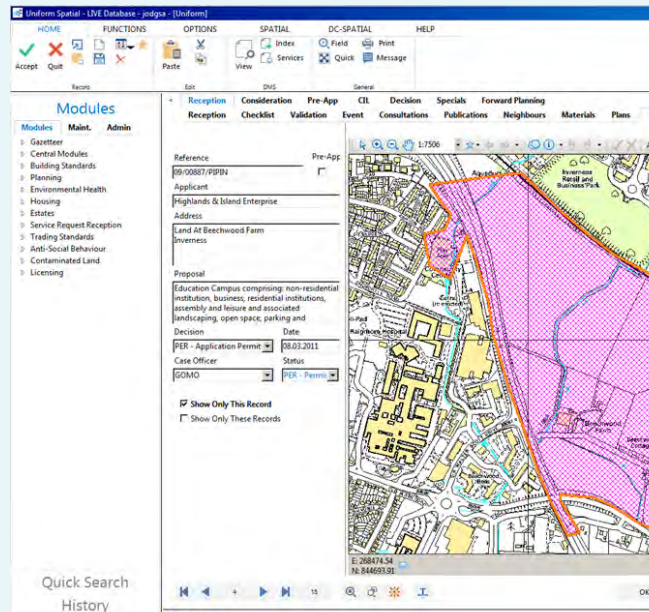 Uniform Spatial - LIVE Database - jodgsa - [Uniform]
HOME FUNCTIONS OPTIONS SPATIAL DC-SPATIAL HELP
Accept Quit Paste View Index Services Field Quick Print Message
Record Edit DMS General
Modules
Modules Maint. Admin
Gazetteer
Central Modules
Building Standards
Planning
Environmental Health
Housing
Estates
Service Request Reception
Trading Standards
Anti-Social Behaviour
Contaminated Land
Licensing
Quick Search
History
Reception Consideration Pre-App CIL Decision Specials Forward Planning
Reception Checklist Validation Event Consultations Publications Neighbours Materials Plans
1:7506
Reference Pre-App
09/00887/PIPIN
Applicant
Highlands & Island Enterprise
Address
Land At Beechwood Farm
Inverness
Proposal
Education Campus comprising: non-residential
institution, business, residential institutions,
assembly and leisure and associated
landscaping, open space, parking and
Decision Date
PER - Application Permit 08.03.2011
Case Officer Status
GOMO PER - Permi
Show Only This Record
Show Only These Records
Inverness
Retail and
Business Park
Raigmore Hospital
Beechwood
Farm
Beechwood
E: 268474.54
N: 844693.91
4 15
OK